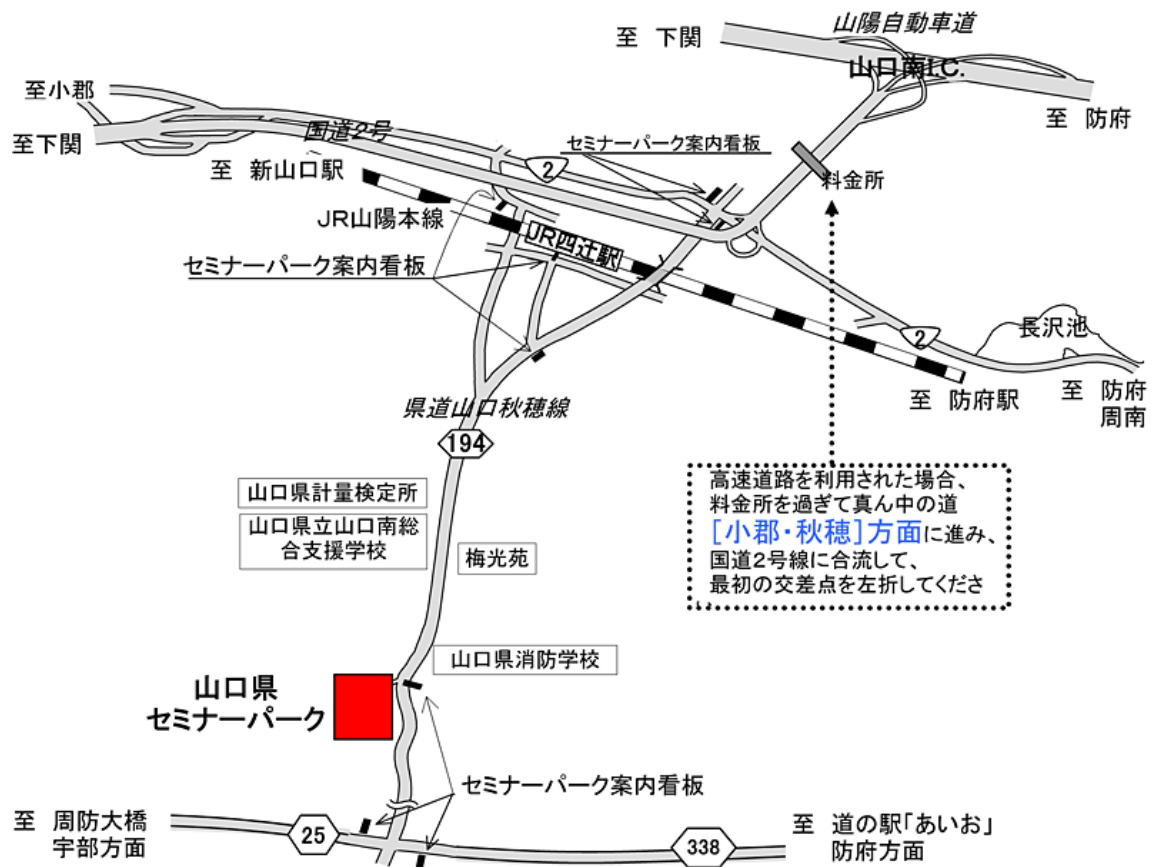 山陽自動車道
至 下関
山口南I.C.
至小郡
至 防府
至下関
国道2号
セミナーパーク案内看板
2
至 新山口駅
料金所
JR山陽本線
JR四辻駅
セミナーパーク案内看板
長沢池
2
至 防府駅
至 防府
周南
県道山口秋穂線
194
高速道路を利用された場合、
料金所を過ぎて真ん中の道
[小郡・秋穂]方面に進み、
国道2号線に合流して、
最初の交差点を左折してくださ
山口県計量検定所
山口県立山口南総
合支援学校
梅光苑
山口県消防学校
山口県
セミナーパーク
セミナーパーク案内看板
至 周防大橋
宇部方面
25
338
至 道の駅「あいお」
防府方面